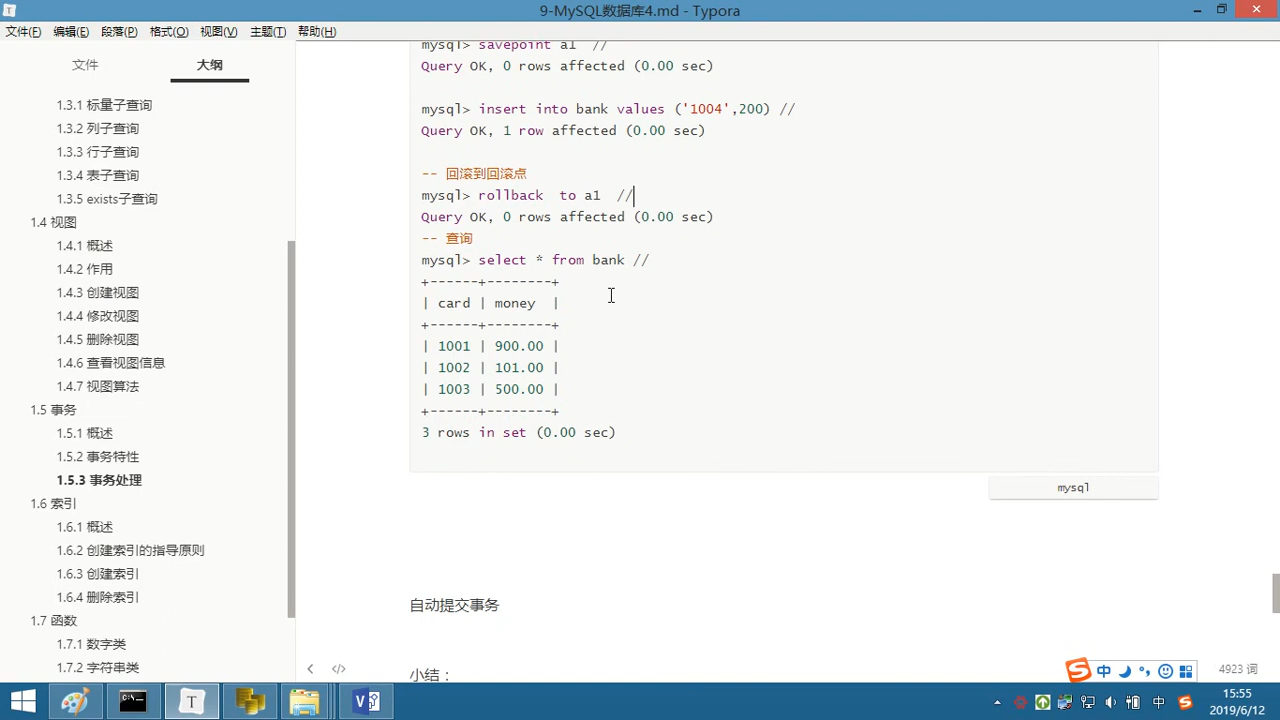 9-MySQL数据库4.md - Typora
文件(F) 编辑(E) 段落(P) 格式(O) 视图(V) 主题(T) 帮助(H)
文件 大纲
1.3.1 标量子查询
1.3.2 列子查询
1.3.3 行子查询
1.3.4 表子查询
1.3.5 exists子查询
1.4 视图
1.4.1 概述
1.4.2 作用
1.4.3 创建视图
1.4.4 修改视图
1.4.5 删除视图
1.4.6 查看视图信息
1.4.7 视图算法
1.5 事务
1.5.1 概述
1.5.2 事务特性
1.5.3 事务处理
1.6 索引
1.6.1 概述
1.6.2 创建索引的指导原则
1.6.3 创建索引
1.6.4 删除索引
1.7 函数
1.7.1 数字类
1.7.2 字符串类
mysql> savepoint a1  //
Query OK, 0 rows affected (0.00 sec)
mysql> insert into bank values ('1004',200) //
Query OK, 1 row affected (0.00 sec)
-- 回滚到回滚点
mysql> rollback  to a1  //
Query OK, 0 rows affected (0.00 sec)
-- 查询
mysql> select * from bank //
+------+--------+
| card | money  |
+------+--------+
| 1001 | 900.00 |
| 1002 | 101.00 |
| 1003 | 500.00 |
+------+--------+
3 rows in set (0.00 sec)
mysql
自动提交事务
小结：
4923 词
中
中
15:55
2019/6/12